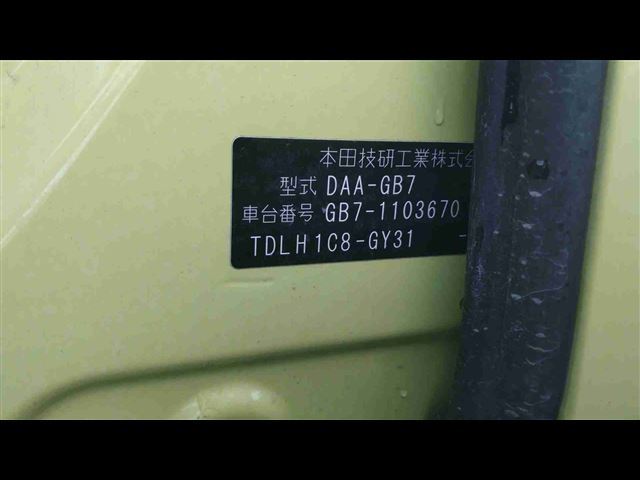 本田技研工業株式会
型式 DAA-GB7
車台番号 GB7-1103670
TDLH1C8-GY31 -